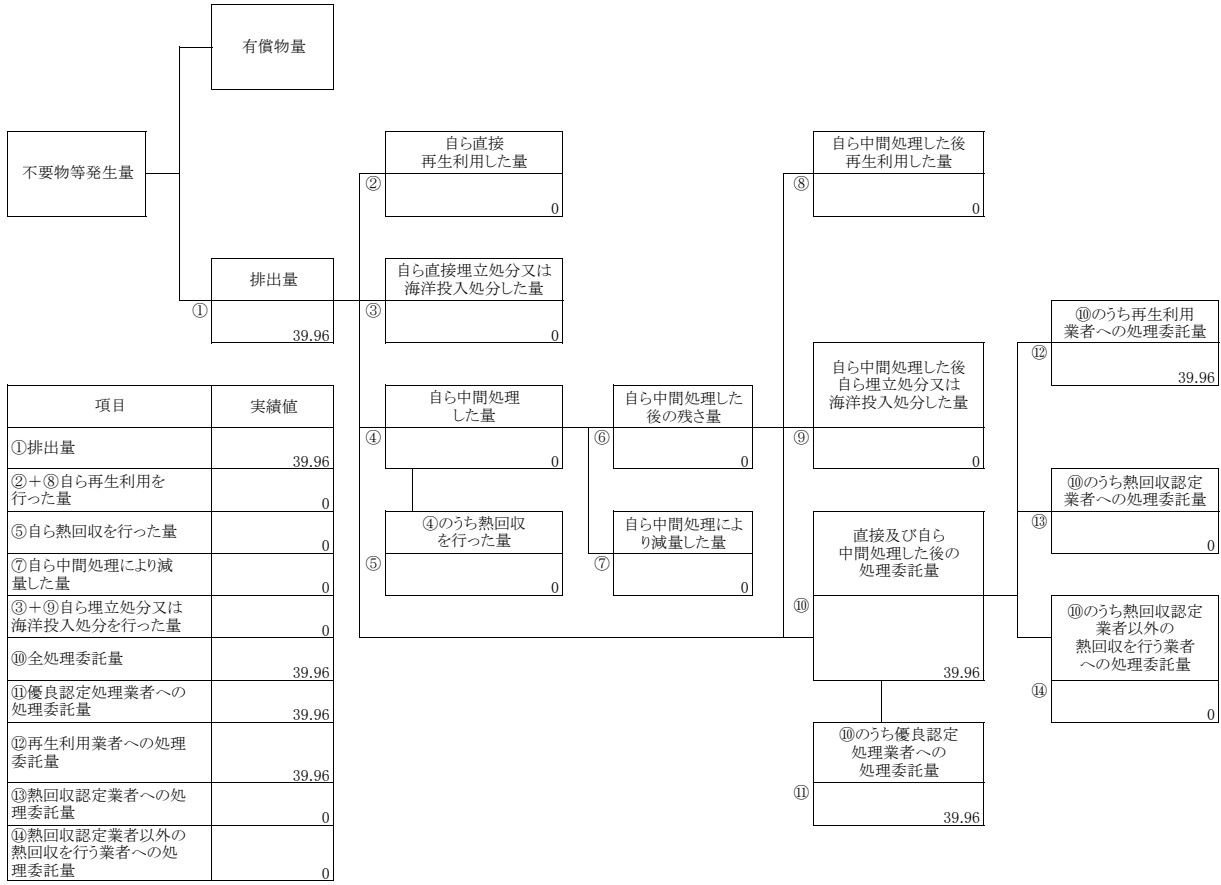 有償物量
不要物等発生量
排出量
①
39.96
自ら直接
再生利用した量
②
0
自ら直接埋立処分又は
海洋投入処分した量
③
0
自ら中間処理
した量
④
0
④のうち熱回収
を行った量
⑤
0
自ら中間処理した
後の残さ量
⑥
0
自ら中間処理によ
り減量した量
⑦
0
自ら中間処理した後
再生利用した量
⑧
0
自ら中間処理した後
自ら埋立処分又は
海洋投入処分した量
⑨
0
直接及び自ら
中間処理した後の
処理委託量
⑩
39.96
⑩のうち優良認定
処理業者への
処理委託量
⑪
39.96
⑩のうち再生利用
業者への処理委託量
⑫
39.96
⑩のうち熱回収認定
業者への処理委託量
⑬
0
⑩のうち熱回収認定
業者以外の
熱回収を行う業者
への処理委託量
⑭
0
項目 実績値
①排出量
39.96
②+⑧自ら再生利用を
行った量
0
⑤自ら熱回収を行った量
0
⑦自ら中間処理により減
量した量
0
③+⑨自ら埋立処分又は
海洋投入処分を行った量
0
⑩全処理委託量
39.96
⑪優良認定処理業者への
処理委託量
39.96
⑫再生利用業者への処理
委託量
39.96
⑬熱回収認定業者への処
理委託量
0
⑭熱回収認定業者以外の
熱回収を行う業者への処
理委託量
0